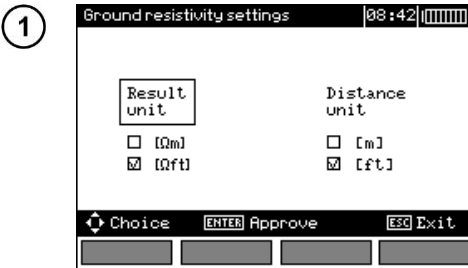 1
Ground resistivity settings 08:42
Result unit
Distance unit
[Ωm]
[m]
[Ωft]
[ft]
Choice ENTER Approve ESC Exit